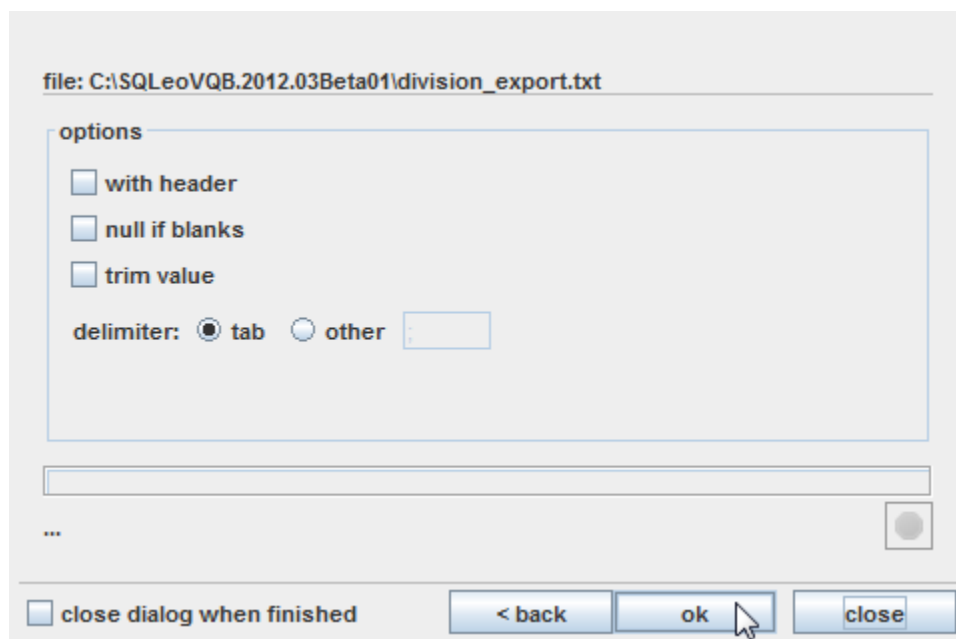 file: C:\SQLeoVQB.2012.03Beta01\division_export.txt
options
with header
null if blanks
trim value
delimiter: tab other ;
...
close dialog when finished < back ok close